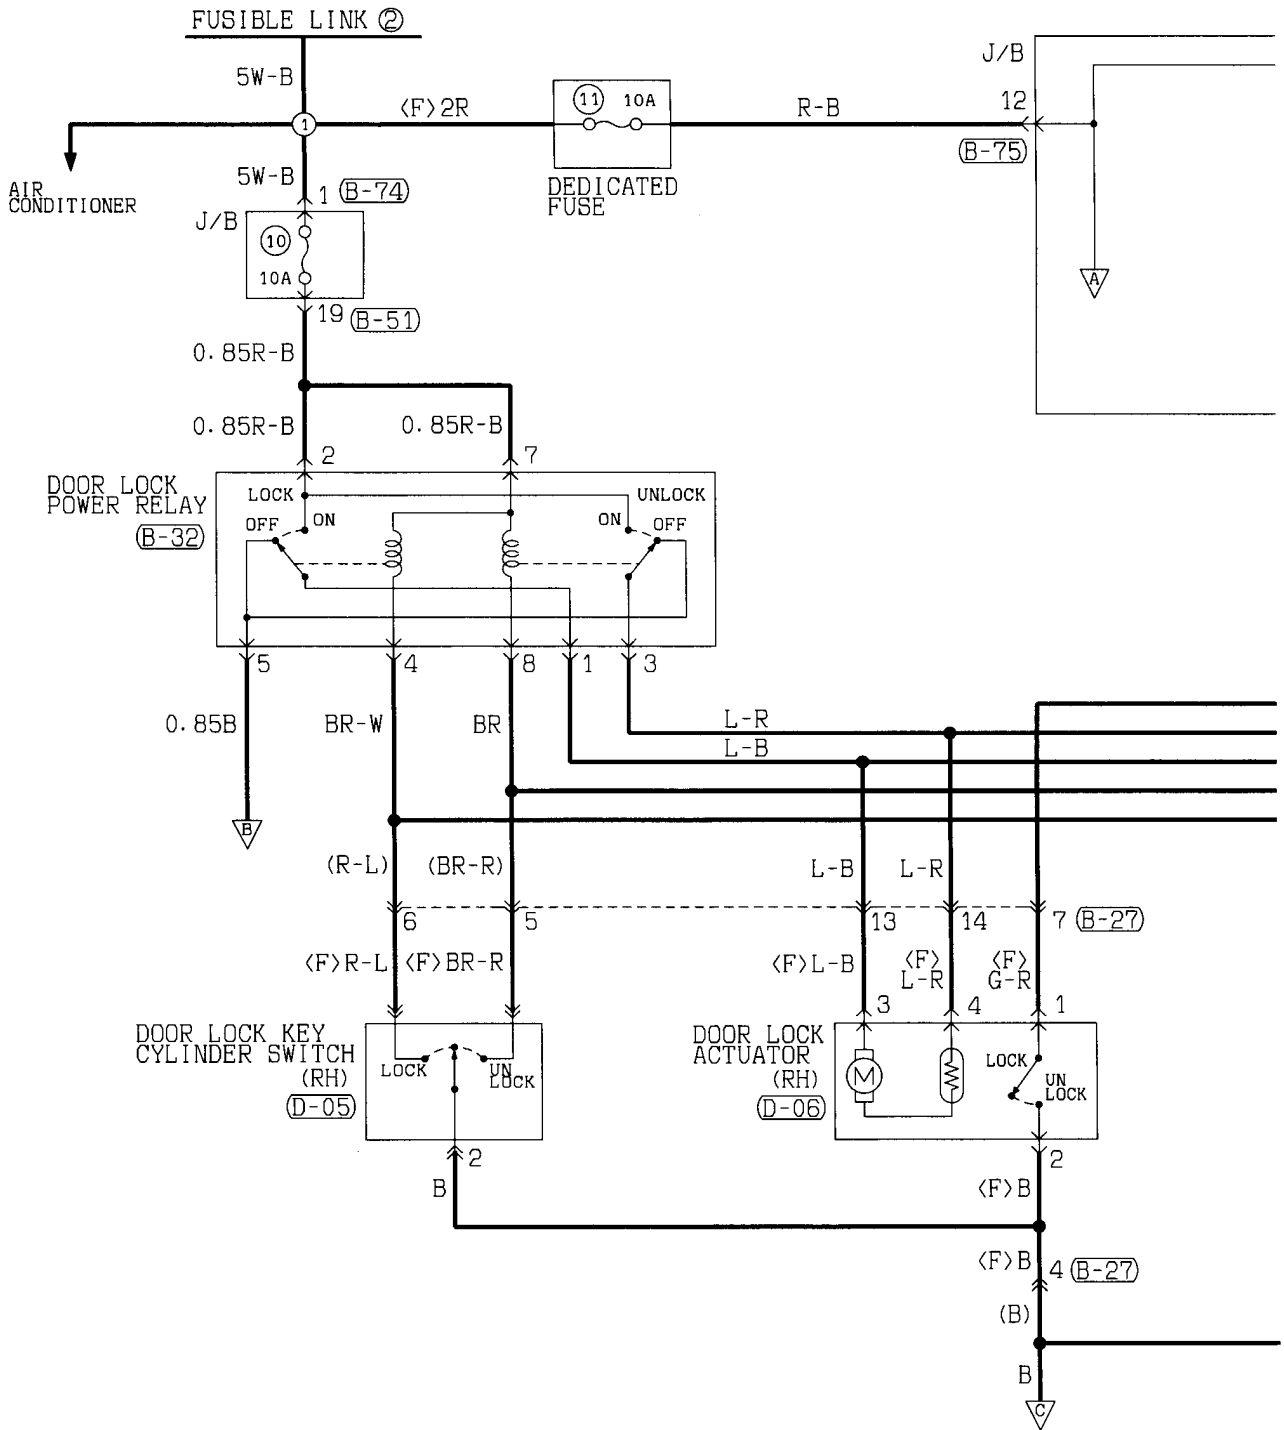 FUSIBLE LINK ②
J/B
5W-B
<F>2R
⑪ 10A
R-B
12
①
(B-75)
AIR
CONDITIONER
5W-B
1 (B-74)
DEDICATED
FUSE
J/B
⑩
10A
A
19 (B-51)
0.85R-B
0.85R-B
0.85R-B
2
7
DOOR LOCK
POWER RELAY
(B-32)
LOCK
UNLOCK
OFF
ON
ON
OFF
5
4
8
1
3
0.85B
BR-W
BR
L-R
L-B
B
(R-L)
(BR-R)
L-B
L-R
6
5
13
14
7 (B-27)
<F>R-L
<F>BR-R
<F>L-B
<F>
L-R
<F>
G-R
3
4
1
DOOR LOCK KEY
CYLINDER SWITCH
(RH)
(D-05)
LOCK
UN
LOCK
DOOR LOCK
ACTUATOR
(RH)
(D-06)
M
LOCK
UN
LOCK
2
2
B
<F>B
<F>B
4 (B-27)
(B)
B
C